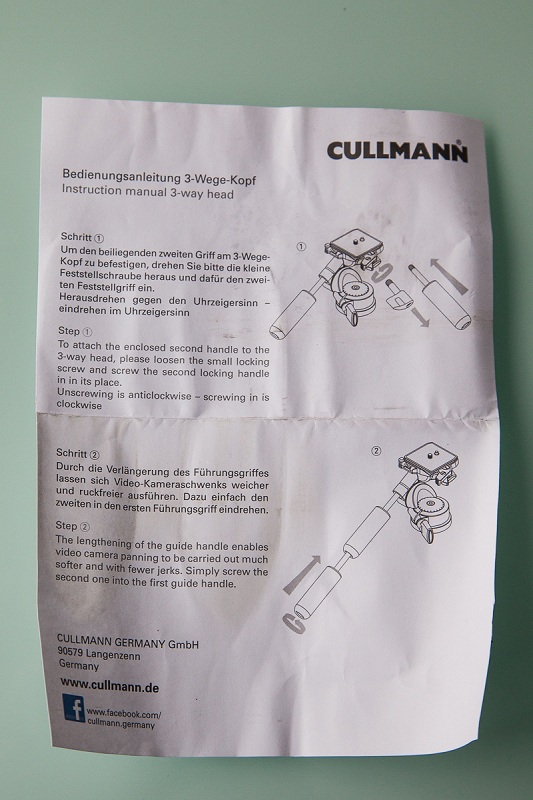 CULLMANN®
Bedienungsanleitung 3-Wege-Kopf
Instruction manual 3-way head
Schritt ①
Um den beiliegenden zweiten Griff am 3-Wege-
Kopf zu befestigen, drehen Sie bitte die kleine
Feststellschraube heraus und dafür den zwei-
ten Feststellgriff ein.
Herausdrehen gegen den Uhrzeigersinn –
eindrehen im Uhrzeigersinn
Step ①
To attach the enclosed second handle to the
3-way head, please loosen the small locking
screw and screw the second locking handle
in in its place.
Unscrewing is anticlockwise – screwing in is
clockwise
①
Schritt ②
Durch die Verlängerung des Führungsgriffes
lassen sich Video-Kameraschwenks weicher
und ruckfreier ausführen. Dazu einfach den
zweiten in den ersten Führungsgriff eindrehen.
Step ②
The lengthening of the guide handle enables
video camera panning to be carried out much
softer and with fewer jerks. Simply screw the
second one into the first guide handle.
②
CULLMANN GERMANY GmbH
90579 Langenzenn
Germany
www.cullmann.de
f www.facebook.com/
cullmann.germany